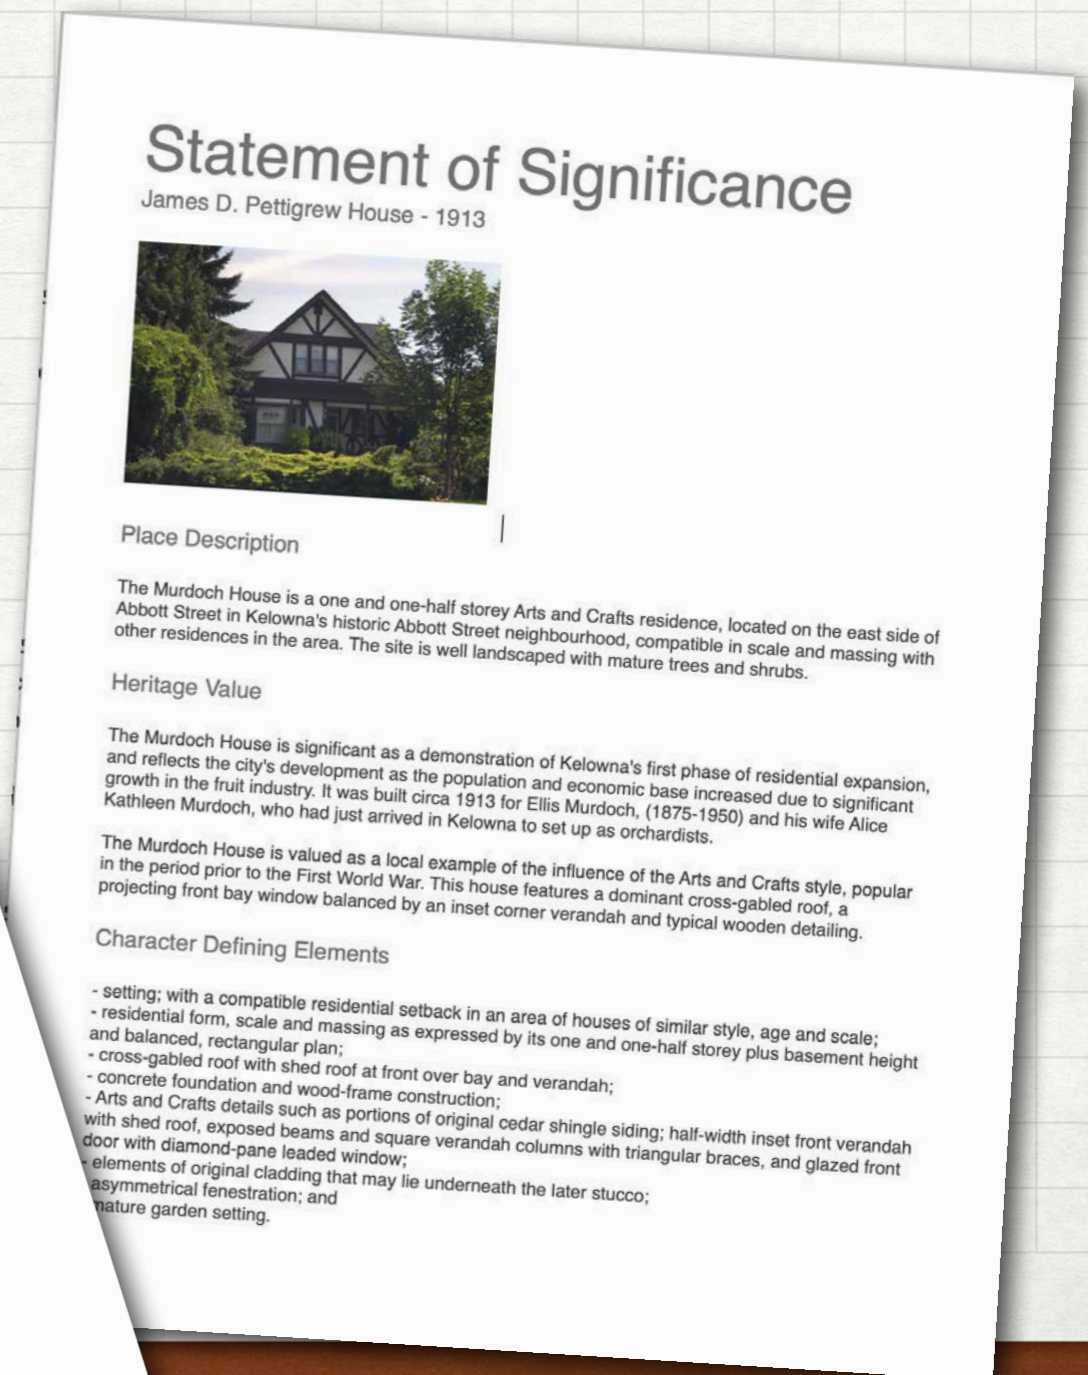 Statement of Significance
James D. Pettigrew House - 1913
Place Description
The Murdoch House is a one and one-half storey Arts and Crafts residence, located on the east side of
Abbott Street in Kelowna's historic Abbott Street neighbourhood, compatible in scale and massing with
other residences in the area. The site is well landscaped with mature trees and shrubs.
Heritage Value
The Murdoch House is significant as a demonstration of Kelowna's first phase of residential expansion,
and reflects the city's development as the population and economic base increased due to significant
growth in the fruit industry. It was built circa 1913 for Ellis Murdoch, (1875-1950) and his wife Alice
Kathleen Murdoch, who had just arrived in Kelowna to set up as orchardists.
The Murdoch House is valued as a local example of the influence of the Arts and Crafts style, popular
in the period prior to the First World War. This house features a dominant cross-gabled roof, a
projecting front bay window balanced by an inset corner verandah and typical wooden detailing.
Character Defining Elements
- setting; with a compatible residential setback in an area of houses of similar style, age and scale;
- residential form, scale and massing as expressed by its one and one-half storey plus basement height
and balanced, rectangular plan;
- cross-gabled roof with shed roof at front over bay and verandah;
- concrete foundation and wood-frame construction;
- Arts and Crafts details such as portions of original cedar shingle siding; half-width inset front verandah
with shed roof, exposed beams and square verandah columns with triangular braces, and glazed front
door with diamond-pane leaded window;
- elements of original cladding that may lie underneath the later stucco;
asymmetrical fenestration; and
mature garden setting.